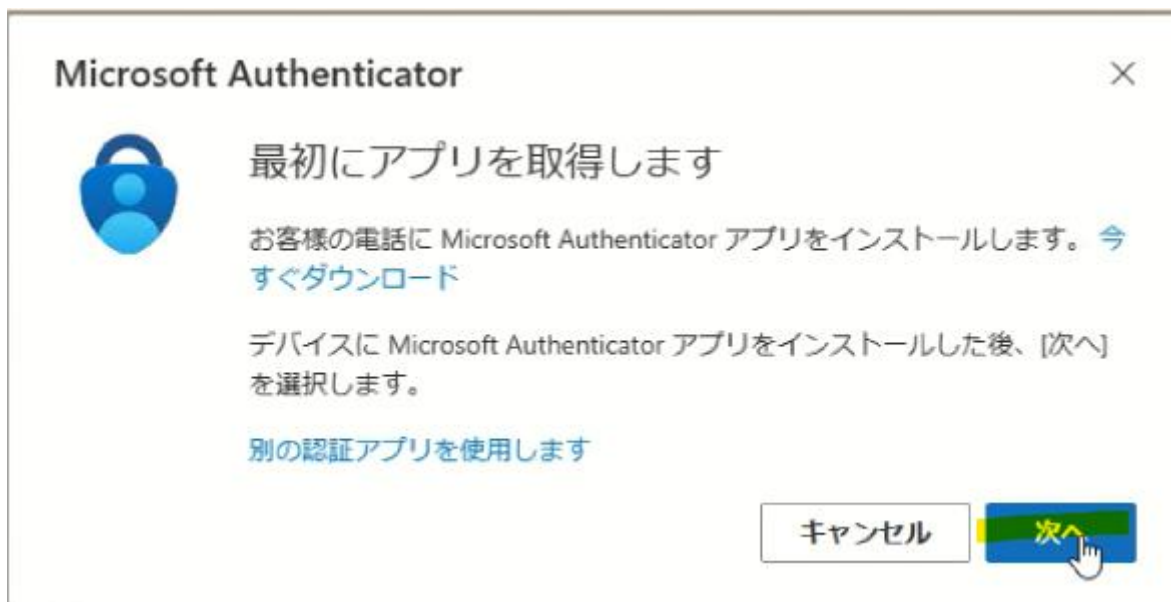 Microsoft Authenticator
最初にアプリを取得します
お客様の電話に Microsoft Authenticator アプリをインストールします。 今
すぐダウンロード
デバイスに Microsoft Authenticator アプリをインストールした後、[次へ]
を選択します。
別の認証アプリを使用します
キャンセル 次へ